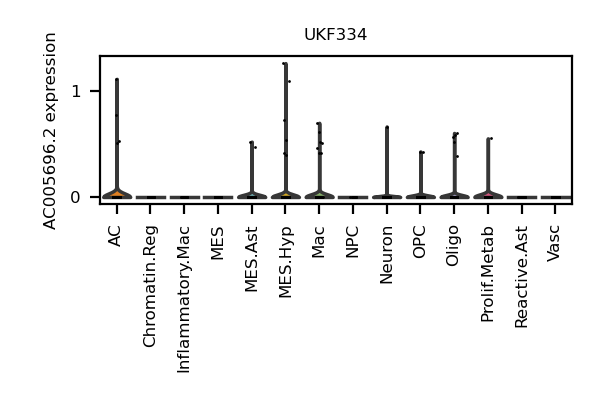 UKF334
AC005696.2 expression
1
0
AC
Chromatin.Reg
Inflammatory.Mac
MES
MES.Ast
MES.Hyp
Mac
NPC
Neuron
OPC
Oligo
Prolif.Metab
Reactive.Ast
Vasc